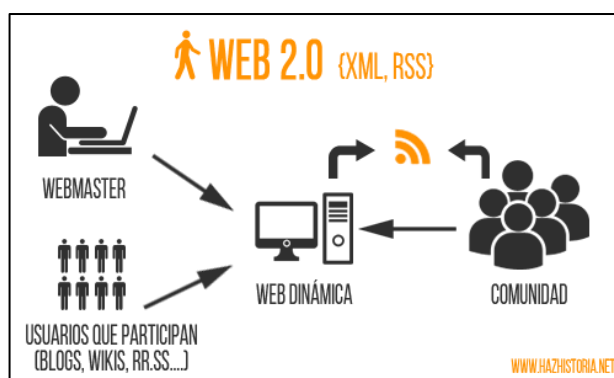 WEB 2.0 {XML, RSS}
WEBMASTER
WEB DINÁMICA
COMUNIDAD
USUARIOS QUE PARTICIPAN
(BLOGS, WIKIS, RR.SS....)
WWW.HAZHISTORIA.NET